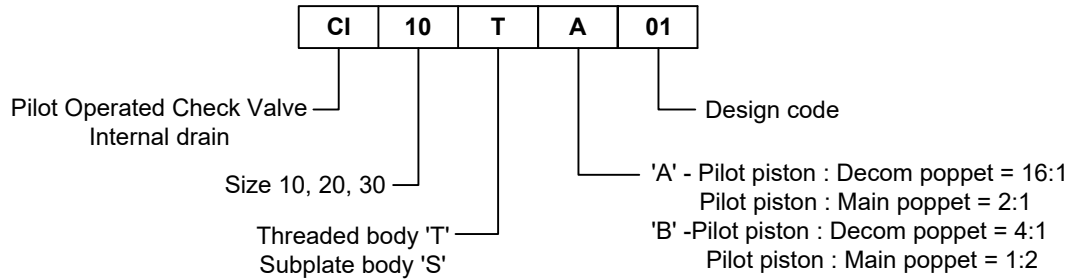 CI 10 T A 01
Pilot Operated Check Valve
Internal drain
Size 10, 20, 30
Threaded body 'T'
Subplate body 'S'
Design code
'A' - Pilot piston : Decom poppet = 16:1
Pilot piston : Main poppet = 2:1
'B' -Pilot piston : Decom poppet = 4:1
Pilot piston : Main poppet = 1:2